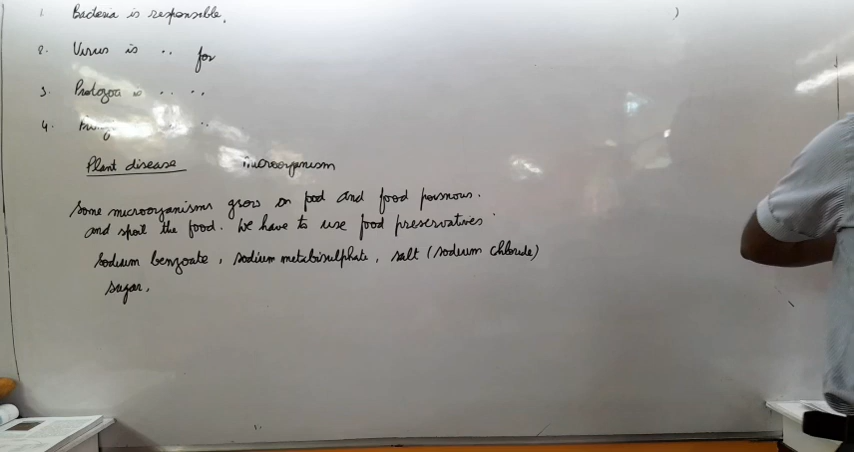 1. Bacteria is responsible.
2. Virus is .. for
3. Protozoa is .. ..
4.
Plant disease microorganism
Some microorganisms grow on food and food poisnous.
and spoil the food. We have to use food preservatives.
Sodium benzoate, sodium metabisulphate, salt (sodium chloride)
sugar.